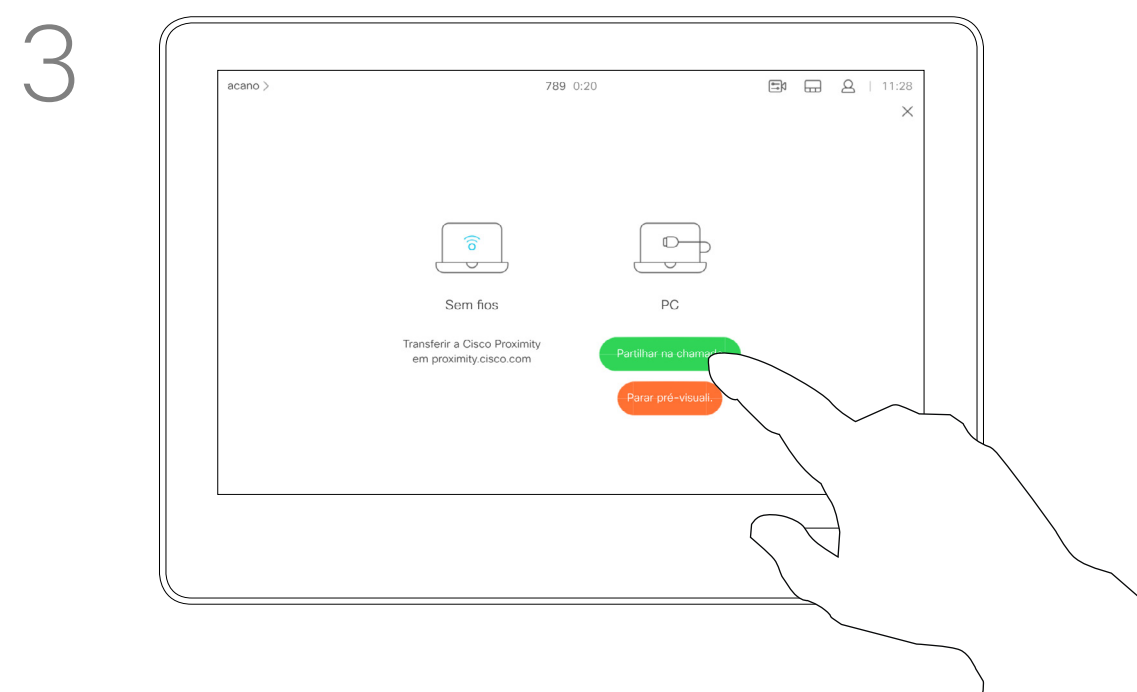 3
acano >
789 0:20
11:28
Sem fios
PC
Transferir a Cisco Proximity
em proximity.cisco.com
Partilhar na
Parar pré-visuali.